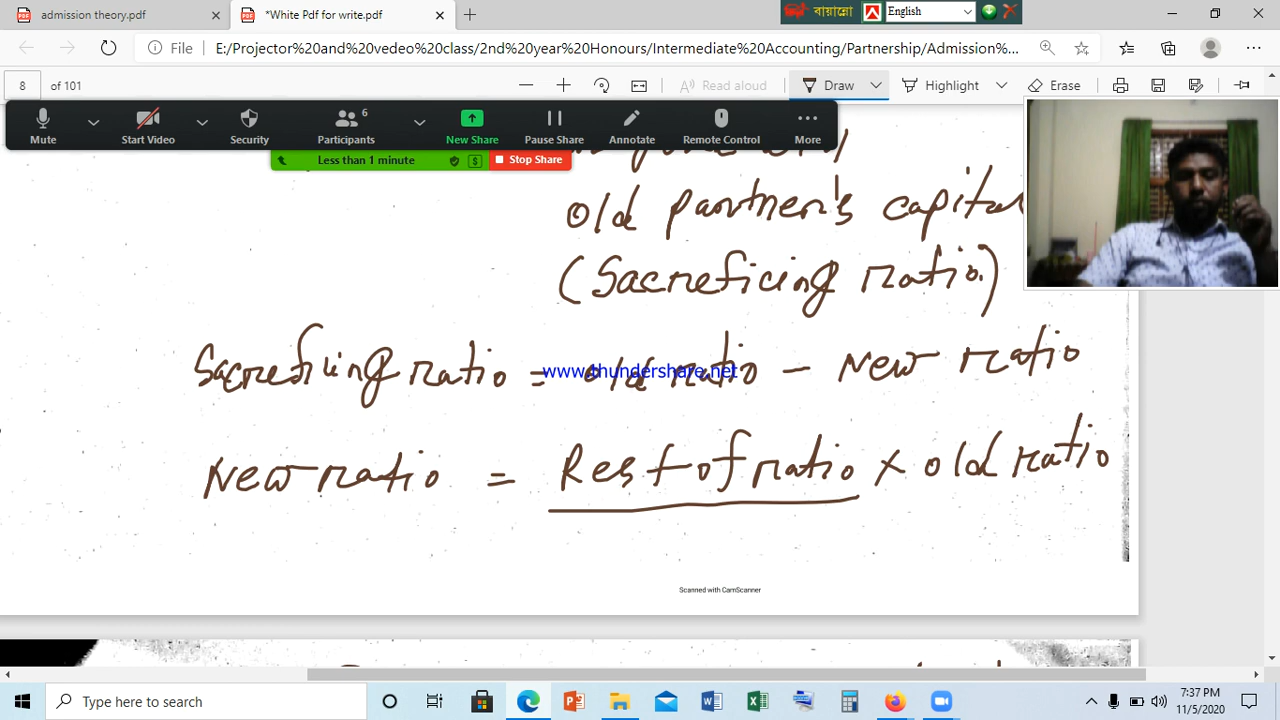 admission theory.pdf
*White Pdf for write.pdf
English
File
E:/Projector%20and%20vedeo%20class/2nd%20year%20Honours/Intermediate%20Accounting/Partnership/Admission%...
8 of 101
Read aloud
Draw
Highlight
Erase
Mute
Start Video
Security
Participants 6
New Share
Pause Share
Annotate
Remote Control
More
Less than 1 minute
Stop Share
old partner's capital
(Sacreficing ratio)
Sacreficing ratio = old ratio - New ratio
www.thundershare.net
New ratio = Rest of ratio x old ratio
Scanned with CamScanner
Type here to search
7:37 PM
11/5/2020